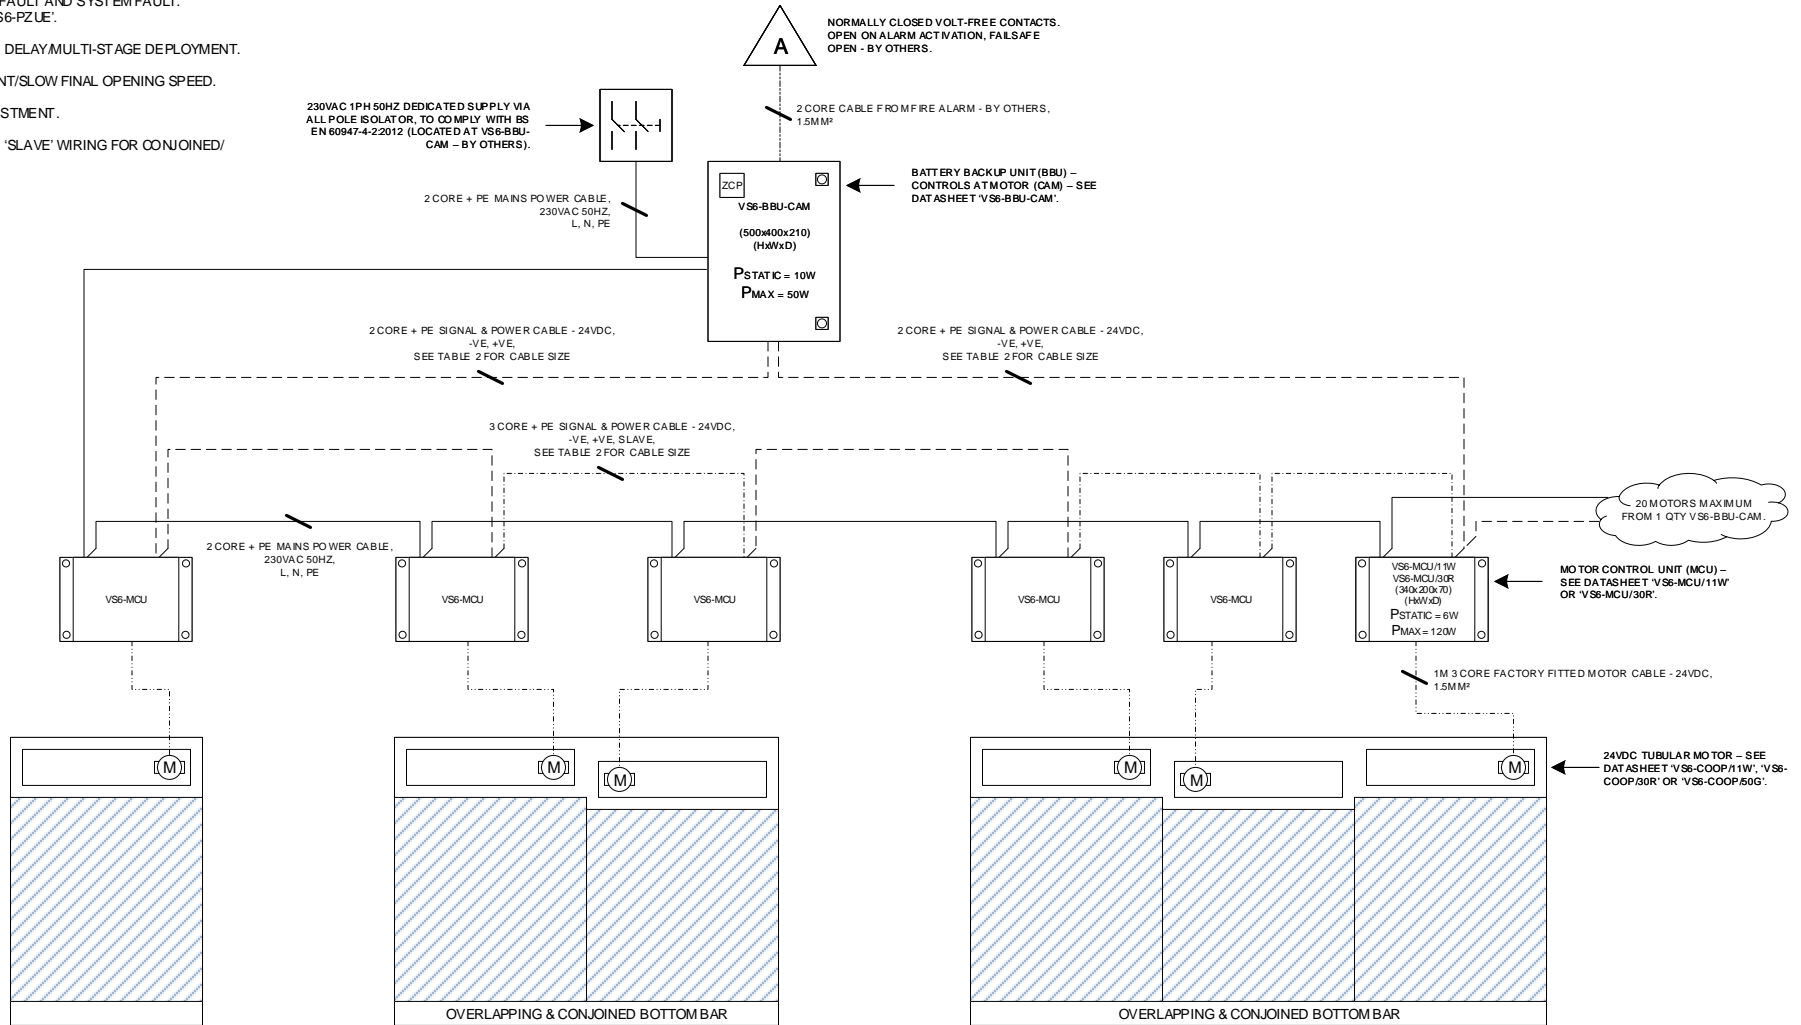 FAULT AND SYSTEM FAULT.
S6-PZUE'.
DELAY/MULTI-STAGE DEPLOYMENT.
NT/SLOW FINAL OPENING SPEED.
STMENT.
'SLAVE' WIRING FOR CONJOINED/
A
NORMALLY CLOSED VOLT-FREE CONTACTS.
OPEN ON ALARM ACTIVATION, FAILSAFE
OPEN - BY OTHERS.
230VAC 1PH 50HZ DEDICATED SUPPLY VIA
ALL POLE ISOLATOR, TO COMPLY WITH BS
EN 60947-4-2:2012 (LOCATED AT VS6-BBU-
CAM – BY OTHERS).
2 CORE CABLE FROM FIRE ALARM - BY OTHERS,
1.5MM²
2 CORE + PE MAINS POWER CABLE,
230VAC 50HZ,
L, N, PE
ZCP
VS6-BBU-CAM
(500x400x210)
(HxWxD)
PSTATIC = 10W
PMAX = 50W
BATTERY BACKUP UNIT (BBU) –
CONTROLS AT MOTOR (CAM) – SEE
DATASHEET 'VS6-BBU-CAM'.
2 CORE + PE SIGNAL & POWER CABLE - 24VDC,
-VE, +VE,
SEE TABLE 2 FOR CABLE SIZE
2 CORE + PE SIGNAL & POWER CABLE - 24VDC,
-VE, +VE,
SEE TABLE 2 FOR CABLE SIZE
3 CORE + PE SIGNAL & POWER CABLE - 24VDC,
-VE, +VE, SLAVE,
SEE TABLE 2 FOR CABLE SIZE
20 MOTORS MAXIMUM
FROM 1 QTY VS6-BBU-CAM.
2 CORE + PE MAINS POWER CABLE,
230VAC 50HZ,
L, N, PE
VS6-MCU
VS6-MCU
VS6-MCU
VS6-MCU
VS6-MCU
VS6-MCU/11W
VS6-MCU/30R
(340x200x70)
(HxWxD)
PSTATIC = 6W
PMAX = 120W
MOTOR CONTROL UNIT (MCU) –
SEE DATASHEET 'VS6-MCU/11W'
OR 'VS6-MCU/30R'.
1M 3 CORE FACTORY FITTED MOTOR CABLE - 24VDC,
1.5MM²
M
M
M
M
M
M
24VDC TUBULAR MOTOR – SEE
DATASHEET 'VS6-COOP/11W', 'VS6-
COOP/30R' OR 'VS6-COOP/50G'.
OVERLAPPING & CONJOINED BOTTOM BAR
OVERLAPPING & CONJOINED BOTTOM BAR